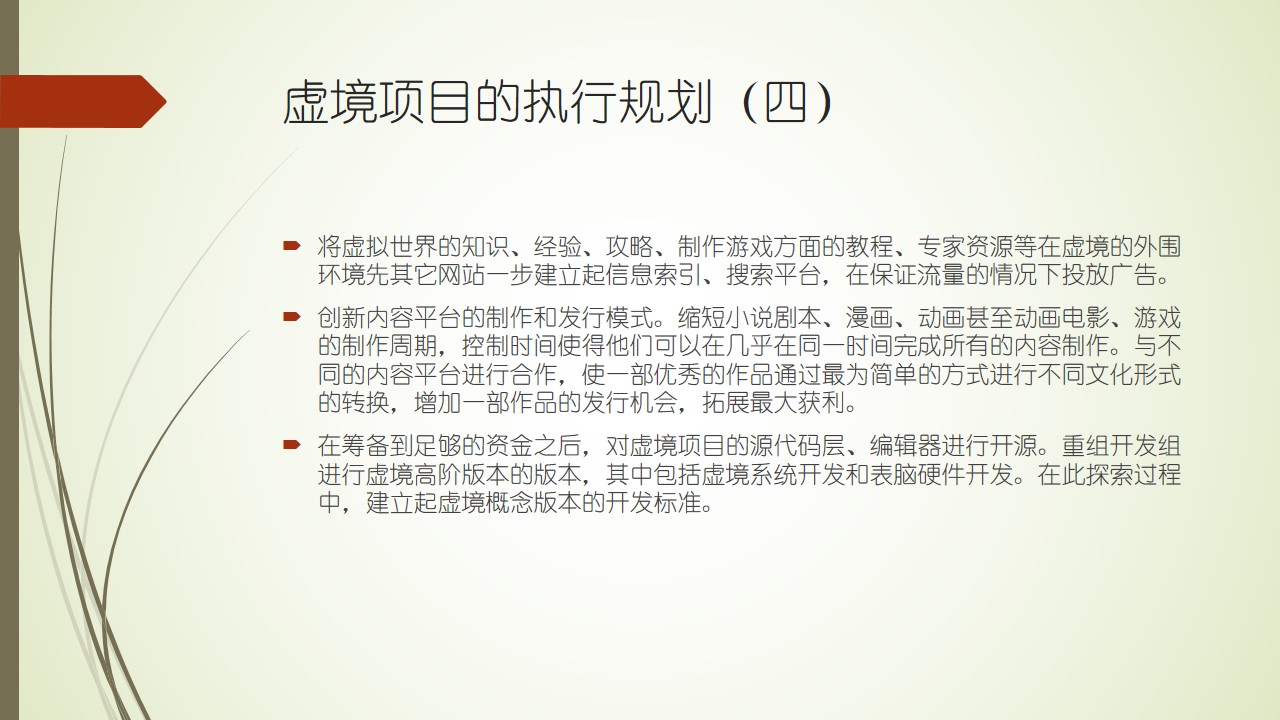 虚境项目的执行规划（四）
将虚拟世界的知识、经验、攻略、制作游戏方面的教程、专家资源等在虚境的外围
环境先其它网站一步建立起信息索引、搜索平台，在保证流量的情况下投放广告。
创新内容平台的制作和发行模式。缩短小说剧本、漫画、动画甚至动画电影、游戏
的制作周期，控制时间使得他们可以在几乎在同一时间完成所有的内容制作。与不
同的内容平台进行合作，使一部优秀的作品通过最为简单的方式进行不同文化形式
的转换，增加一部作品的发行机会，拓展最大获利。
在筹备到足够的资金之后，对虚境项目的源代码层、编辑器进行开源。重组开发组
进行虚境高阶版本的版本，其中包括虚境系统开发和表脑硬件开发。在此探索过程
中，建立起虚境概念版本的开发标准。